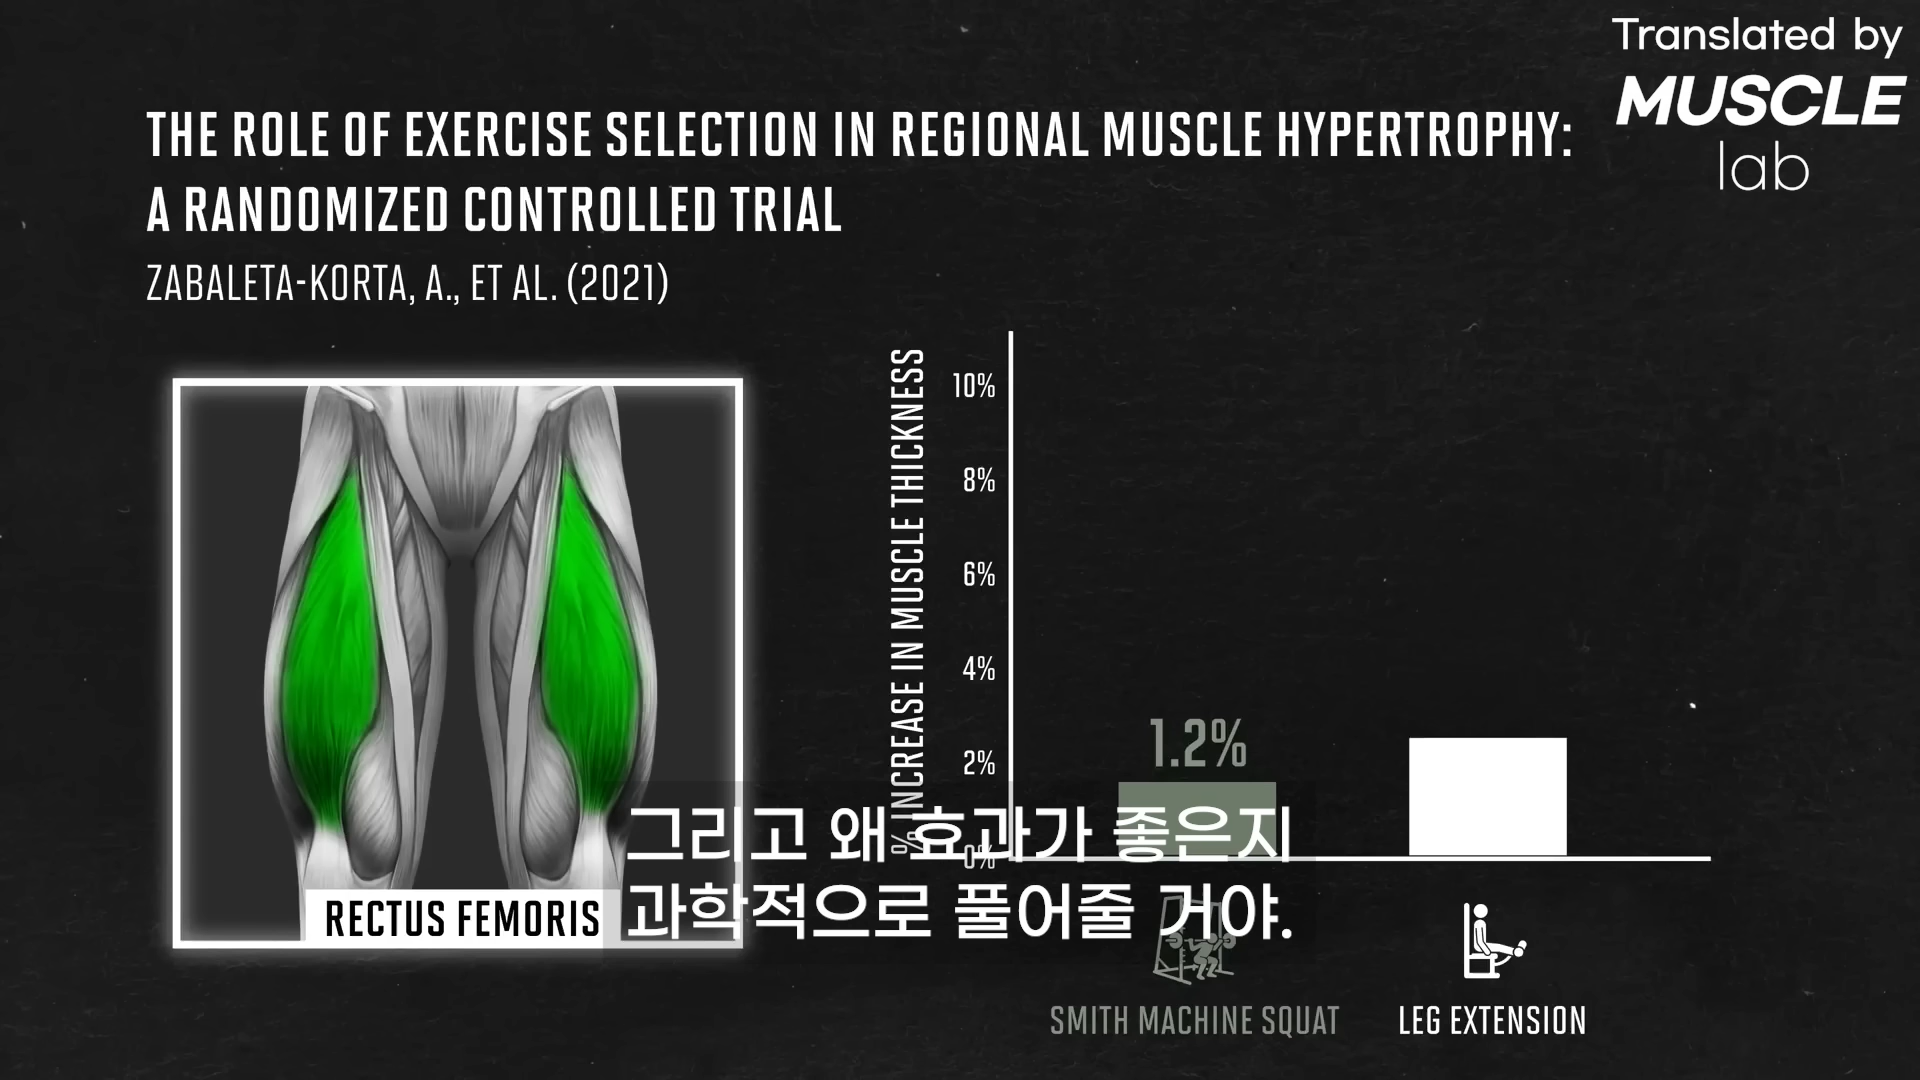 Translated by
MUSCLE
lab
THE ROLE OF EXERCISE SELECTION IN REGIONAL MUSCLE HYPERTROPHY:
A RANDOMIZED CONTROLLED TRIAL
ZABALETA-KORTA, A., ET AL. (2021)
RECTUS FEMORIS
% INCREASE IN MUSCLE THICKNESS
10%
8%
6%
4%
2%
0%
1.2%
그리고 왜 효과가 좋은지
과학적으로 풀어줄 거야.
SMITH MACHINE SQUAT
LEG EXTENSION